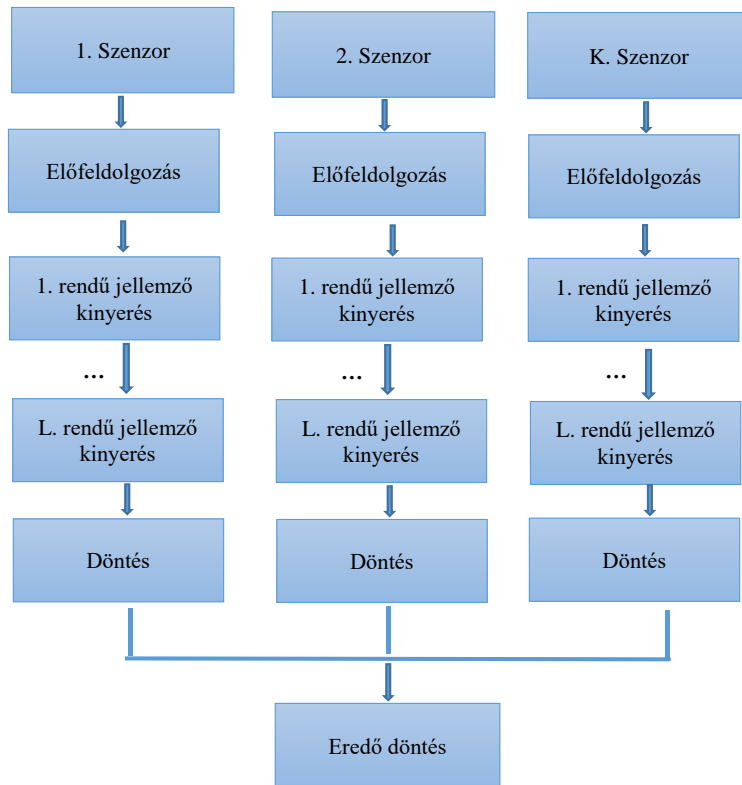 1. Szenzor
2. Szenzor
K. Szenzor
Előfeldolgozás
Előfeldolgozás
Előfeldolgozás
1. rendű jellemző
kinyerés
1. rendű jellemző
kinyerés
1. rendű jellemző
kinyerés
...
...
...
L. rendű jellemző
kinyerés
L. rendű jellemző
kinyerés
L. rendű jellemző
kinyerés
Döntés
Döntés
Döntés
Eredő döntés